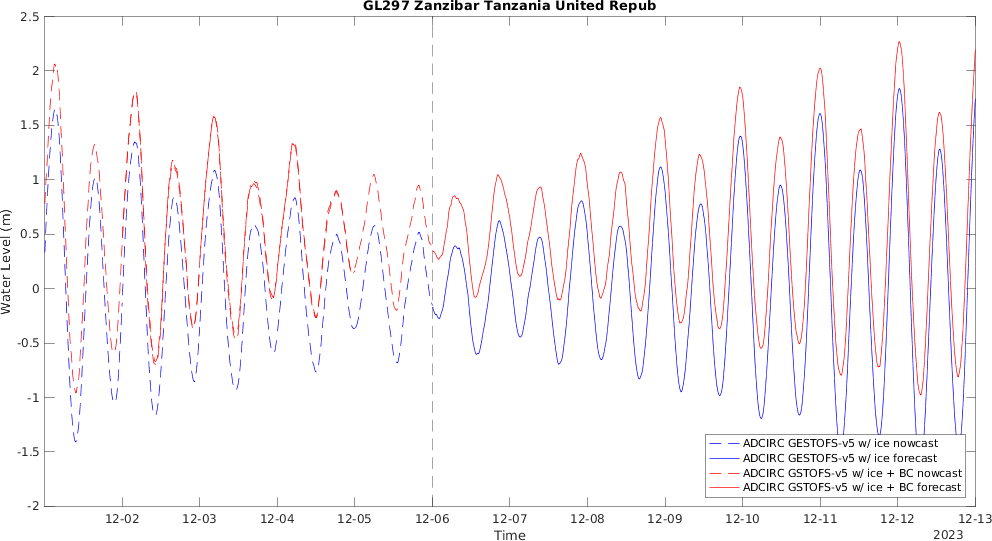 GL297 Zanzibar Tanzania United Repub
2.5
2
1.5
1
0.5
0
-0.5
-1
-1.5
-2
Water Level (m)
12-02 12-03 12-04 12-05 12-06 12-07 12-08 12-09 12-10 12-11 12-12 12-13
Time
2023
ADCIRC GESTOFS-v5 w/ ice nowcast
ADCIRC GESTOFS-v5 w/ ice forecast
ADCIRC GSTOFS-v5 w/ ice + BC nowcast
ADCIRC GSTOFS-v5 w/ ice + BC forecast